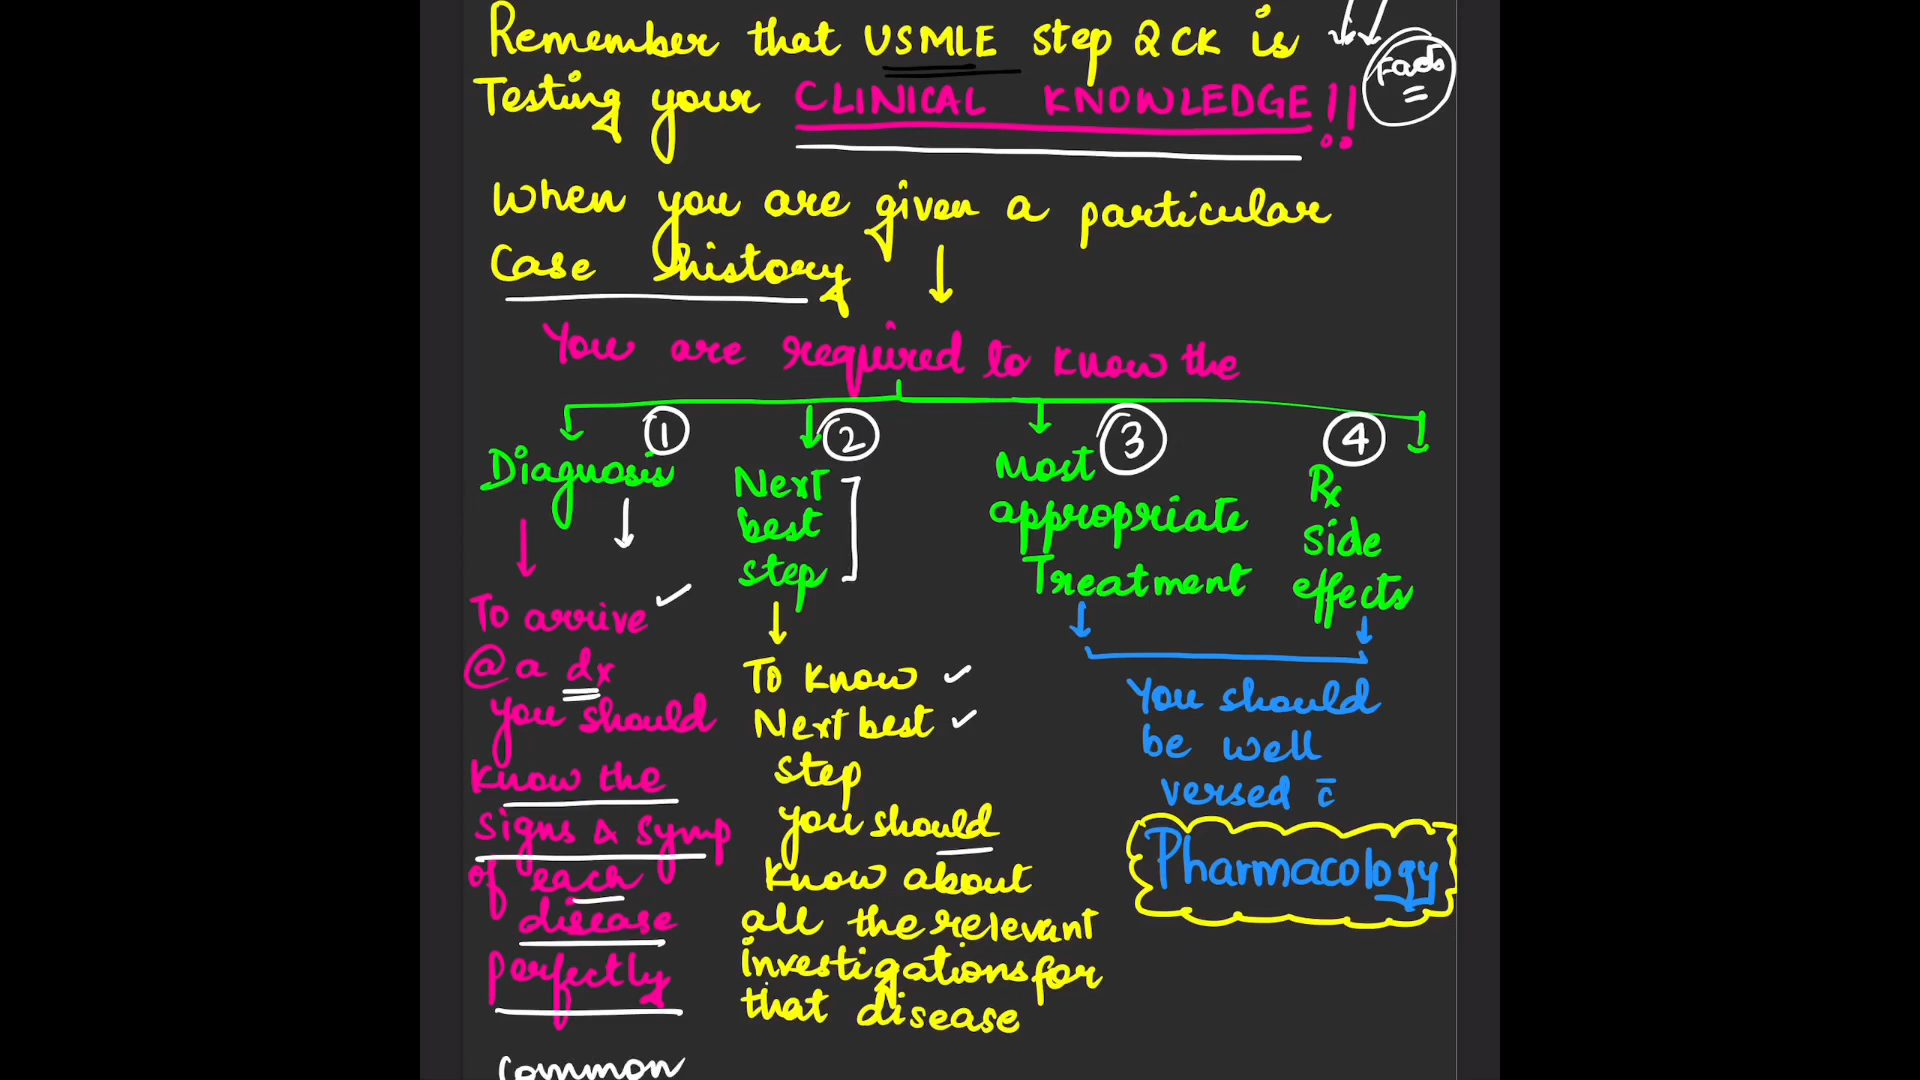 Remember that USMLE step 2 CK is
Testing your CLINICAL KNOWLEDGE!!
When you are given a particular
Case history
You are required to know the
1
Diagnosis
To arrive
@ a dx
you should
know the
signs & symp
of each
disease
perfectly
common
2
Next
best
step
To know
Next best
step
you should
know about
all the relevant
investigations for
that disease
3
Most
appropriate
Treatment
4
Rx
side
effects
You should
be well
versed c̄
Pharmacology